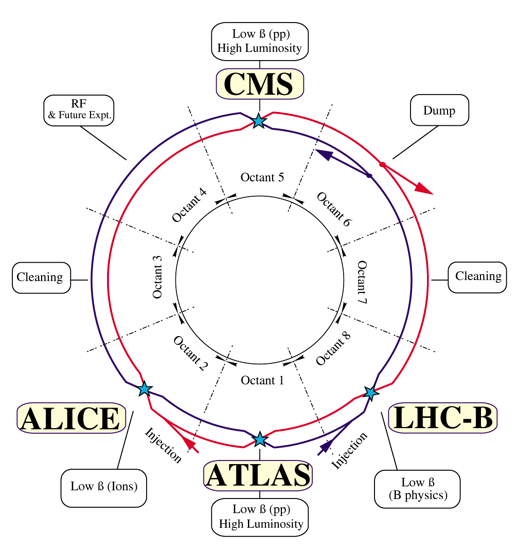 Low ß (pp)
High Luminosity
CMS
RF
& Future Expt.
Dump
Octant 5
Octant 4
Octant 6
Cleaning
Octant 3
Octant 7
Cleaning
Octant 2
Octant 8
Octant 1
ALICE
LHC-B
Injection
Injection
ATLAS
Low ß (Ions)
Low ß
(B physics)
Low ß (pp)
High Luminosity